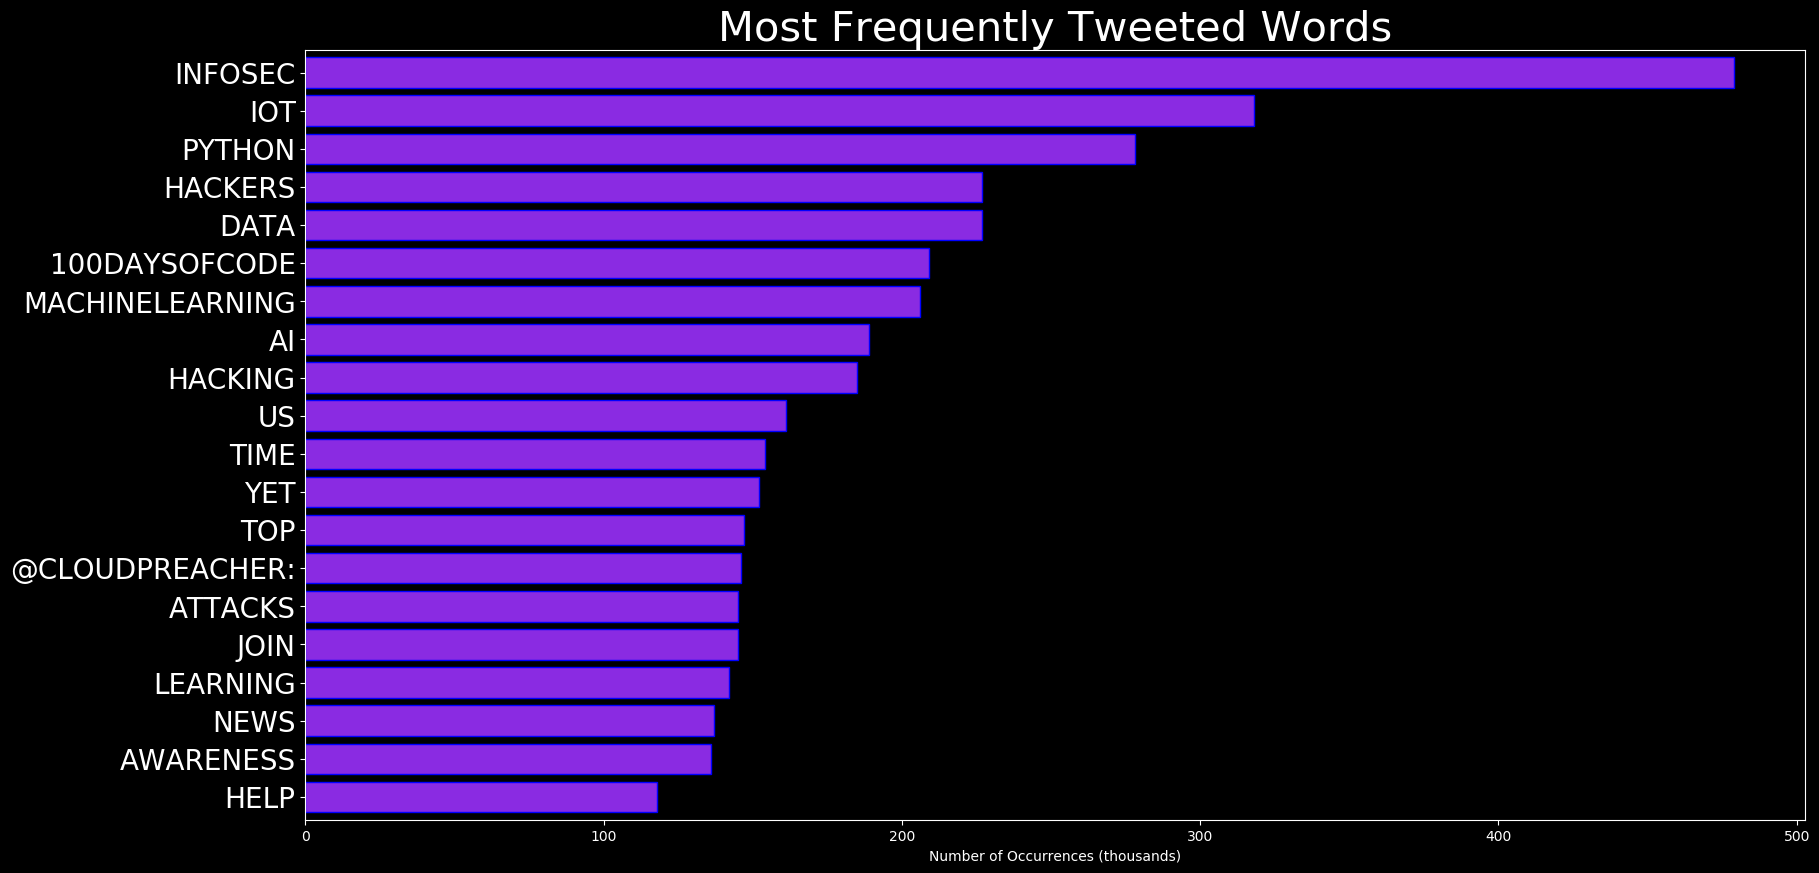 Most Frequently Tweeted Words
INFOSEC
IOT
PYTHON
HACKERS
DATA
100DAYSOFCODE
MACHINELEARNING
AI
HACKING
US
TIME
YET
TOP
@CLOUDPREACHER:
ATTACKS
JOIN
LEARNING
NEWS
AWARENESS
HELP
0 100 200 300 400 500
Number of Occurrences (thousands)